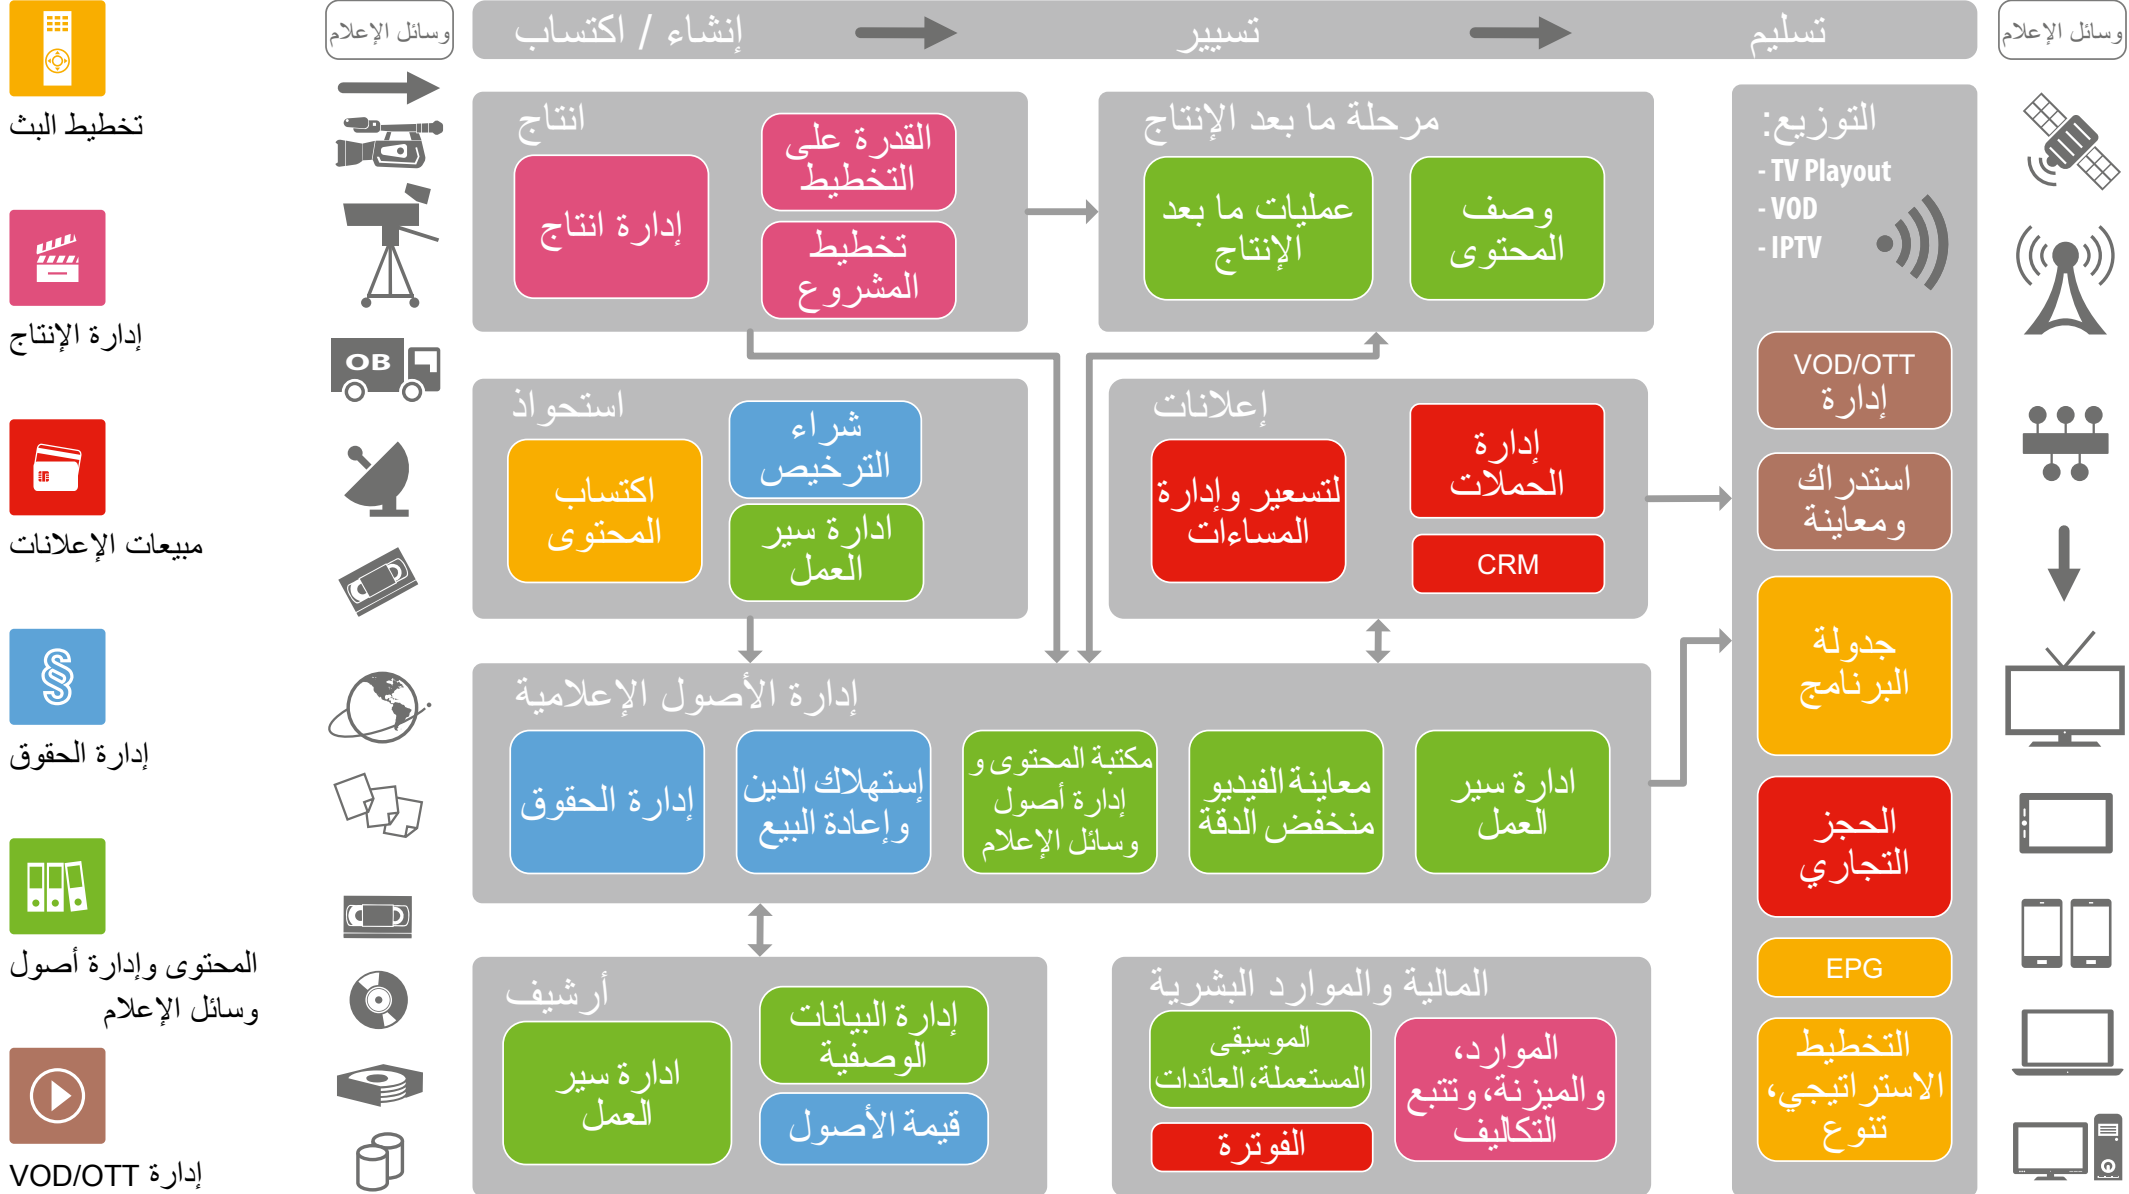 تخطيط البث
إدارة الإنتاج
مبيعات الإعلانات
إدارة الحقوق
المحتوى وإدارة أصول
وسائل الإعلام
إدارة VOD/OTT
وسائل الإعلام
OB
إنشاء / اكتساب
تسيير
تسليم
وسائل الإعلام
انتاج
إدارة انتاج
القدرة على
التخطيط
تخطيط
المشروع
مرحلة ما بعد الإنتاج
عمليات ما بعد
الإنتاج
وصف
المحتوى
استحواذ
اكتساب
المحتوى
شراء
الترخيص
ادارة سير
العمل
إعلانات
لتسعير وإدارة
المساءات
إدارة
الحملات
CRM
إدارة الأصول الإعلامية
إدارة الحقوق
إستهلاك الدين
وإعادة البيع
مكتبة المحتوى و
إدارة أصول
وسائل الإعلام
معاينة الفيديو
منخفض الدقة
ادارة سير
العمل
أرشيف
ادارة سير
العمل
إدارة البيانات
الوصفية
قيمة الأصول
المالية والموارد البشرية
الموسيقى
المستعملة، العائدات
الفوترة
الموارد،
والميزنة، وتتبع
التكاليف
التوزيع:
- TV Playout
- VOD
- IPTV
VOD/OTT
إدارة
استدراك
ومعاينة
جدولة
البرنامج
الحجز
التجاري
EPG
التخطيط
الاستراتيجي،
تنوع